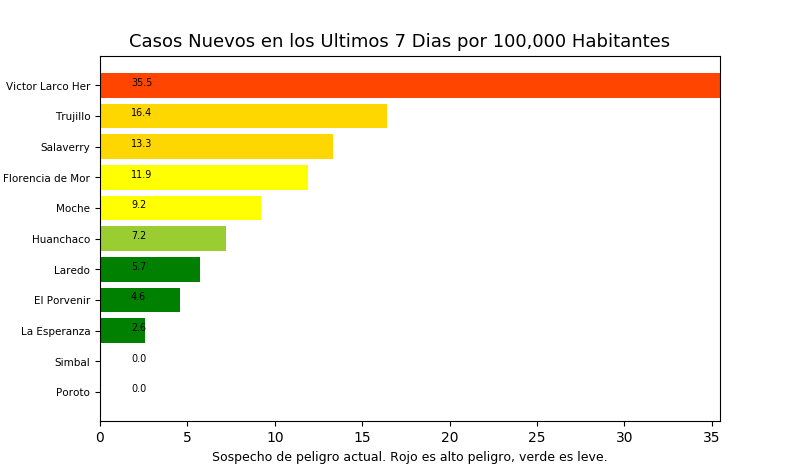 Casos Nuevos en los Ultimos 7 Dias por 100,000 Habitantes
Victor Larco Her 35.5
Trujillo 16.4
Salaverry 13.3
Florencia de Mor 11.9
Moche 9.2
Huanchaco 7.2
Laredo 5.7
El Porvenir 4.6
La Esperanza 2.6
Simbal 0.0
Poroto 0.0
0 5 10 15 20 25 30 35
Sospecho de peligro actual. Rojo es alto peligro, verde es leve.